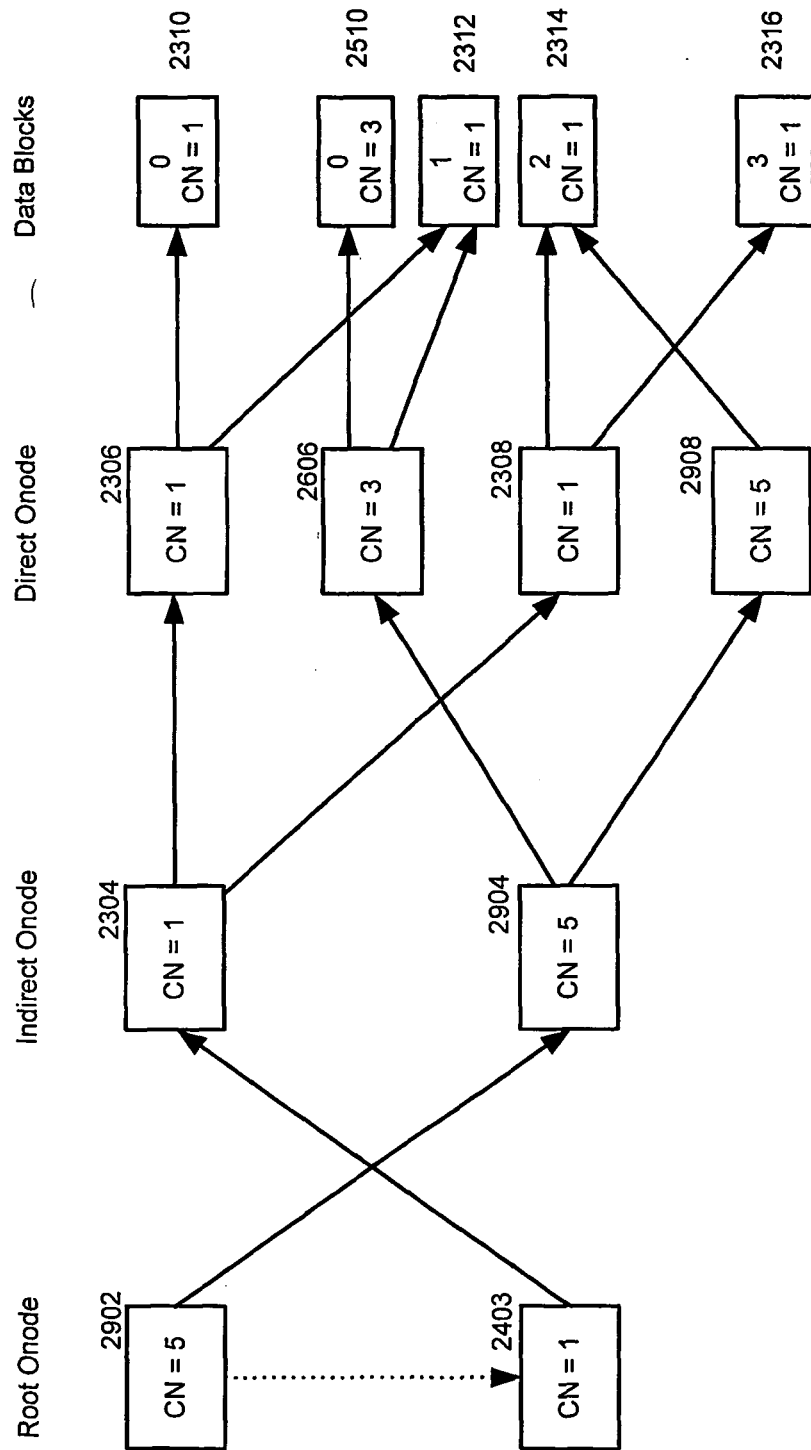 Root Onode
Indirect Onode
Direct Onode
Data Blocks
2902
CN = 5
2403
CN = 1
2304
CN = 1
2904
CN = 5
2306
CN = 1
2606
CN = 3
2308
CN = 1
2908
CN = 5
0
CN = 1
2310
0
CN = 3
2510
1
CN = 1
2312
2
CN = 1
2314
3
CN = 1
2316